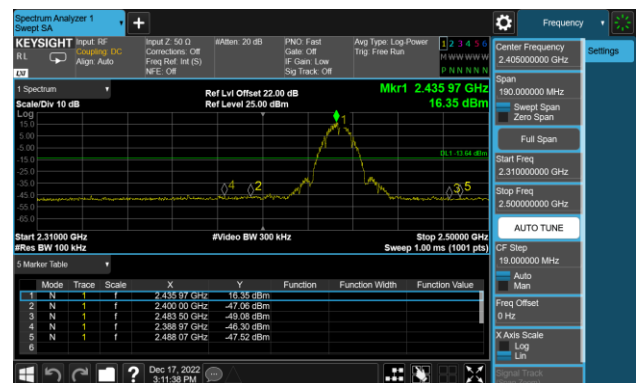 Spectrum Analyzer 1
Swept SA
Frequency
KEYSIGHT
RL
LXI
Input: RF
Coupling: DC
Align: Auto
Input Z: 50 Ω
Corrections: Off
Freq Ref: Int (S)
NFE: Off
#Atten: 20 dB
PNO: Fast
Gate: Off
IF Gain: Low
Sig Track: Off
Avg Type: Log-Power
Trig: Free Run
1 2 3 4 5 6
M W W W W W
P N N N N N
1 Spectrum
Scale/Div 10 dB
Ref Lvl Offset 22.00 dB
Ref Level 25.00 dBm
Mkr1 2.435 97 GHz
16.35 dBm
Log
15.0
5.00
-5.00
-15.0
-25.0
-35.0
-45.0
-55.0
-65.0
1
DL1 -13.64 dBm
4
2
3
5
Start 2.31000 GHz
#Res BW 100 kHz
#Video BW 300 kHz
Stop 2.50000 GHz
Sweep 1.00 ms (1001 pts)
5 Marker Table
Mode Trace Scale X Y Function Function Width Function Value
1 N 1 f 2.435 97 GHz 16.35 dBm
2 N 1 f 2.400 00 GHz -47.06 dBm
3 N 1 f 2.483 50 GHz -49.08 dBm
4 N 1 f 2.388 97 GHz -46.30 dBm
5 N 1 f 2.488 07 GHz -47.52 dBm
6
Center Frequency
2.405000000 GHz
Settings
Span
190.000000 MHz
Swept Span
Zero Span
Full Span
Start Freq
2.310000000 GHz
Stop Freq
2.500000000 GHz
AUTO TUNE
CF Step
19.000000 MHz
Auto
Man
Freq Offset
0 Hz
X Axis Scale
Log
Lin
Signal Track
?
Dec 17, 2022
3:11:38 PM